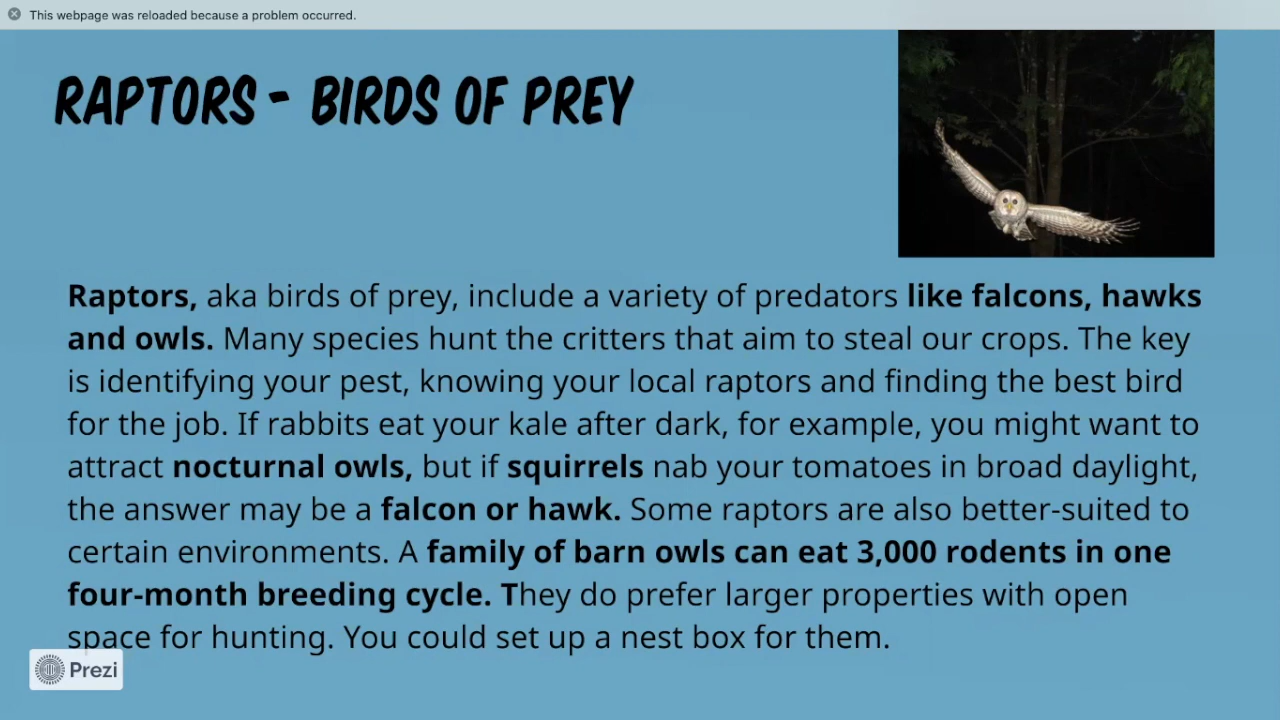 This webpage was reloaded because a problem occurred.
RAPTORS - BIRDS OF PREY
Raptors, aka birds of prey, include a variety of predators like falcons, hawks
and owls. Many species hunt the critters that aim to steal our crops. The key
is identifying your pest, knowing your local raptors and finding the best bird
for the job. If rabbits eat your kale after dark, for example, you might want to
attract nocturnal owls, but if squirrels nab your tomatoes in broad daylight,
the answer may be a falcon or hawk. Some raptors are also better-suited to
certain environments. A family of barn owls can eat 3,000 rodents in one
four-month breeding cycle. They do prefer larger properties with open
space for hunting. You could set up a nest box for them.
Prezi